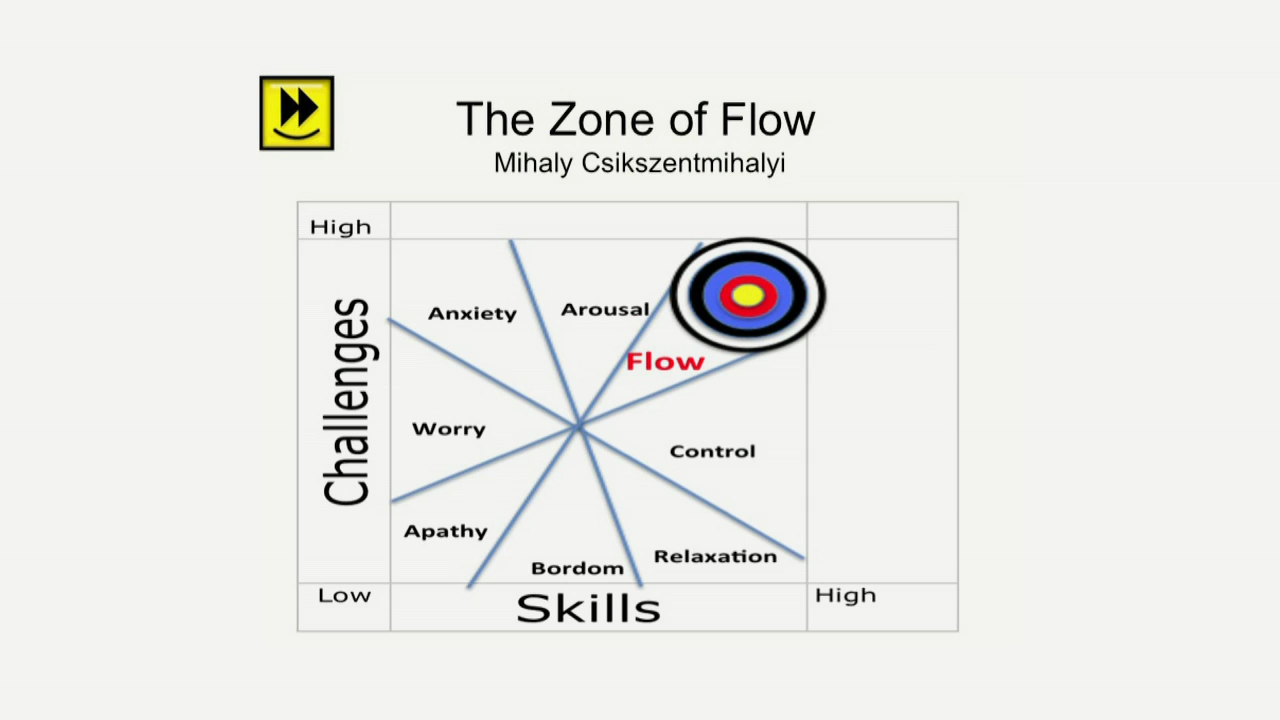 The Zone of Flow
Mihaly Csikszentmihalyi
High
Challenges
Anxiety
Arousal
Flow
Worry
Control
Apathy
Bordom
Relaxation
Low
Skills
High